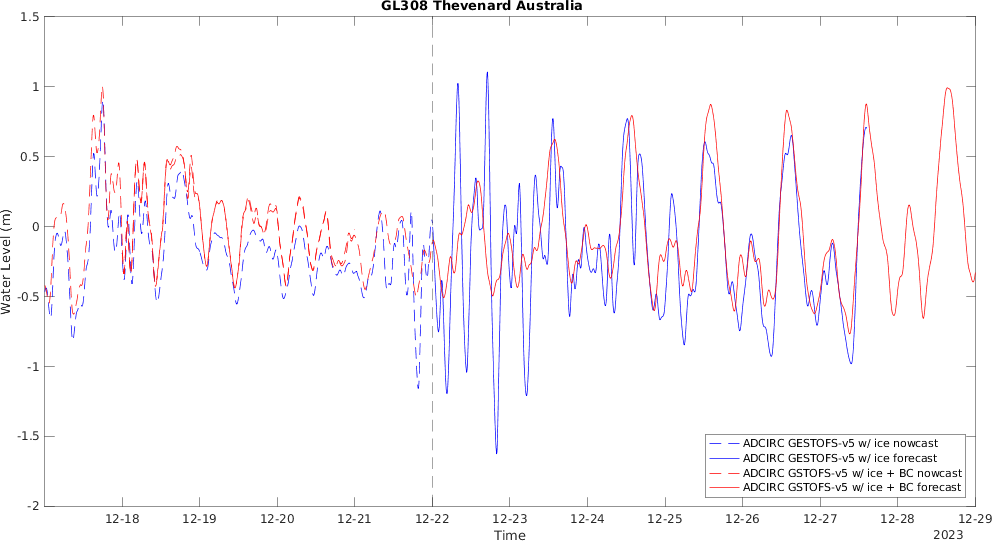 GL308 Thevenard Australia
1.5
1
0.5
0
-0.5
-1
-1.5
-2
Water Level (m)
ADCIRC GESTOFS-v5 w/ ice nowcast
ADCIRC GESTOFS-v5 w/ ice forecast
ADCIRC GSTOFS-v5 w/ ice + BC nowcast
ADCIRC GSTOFS-v5 w/ ice + BC forecast
12-18 12-19 12-20 12-21 12-22 12-23 12-24 12-25 12-26 12-27 12-28 12-29
Time
2023